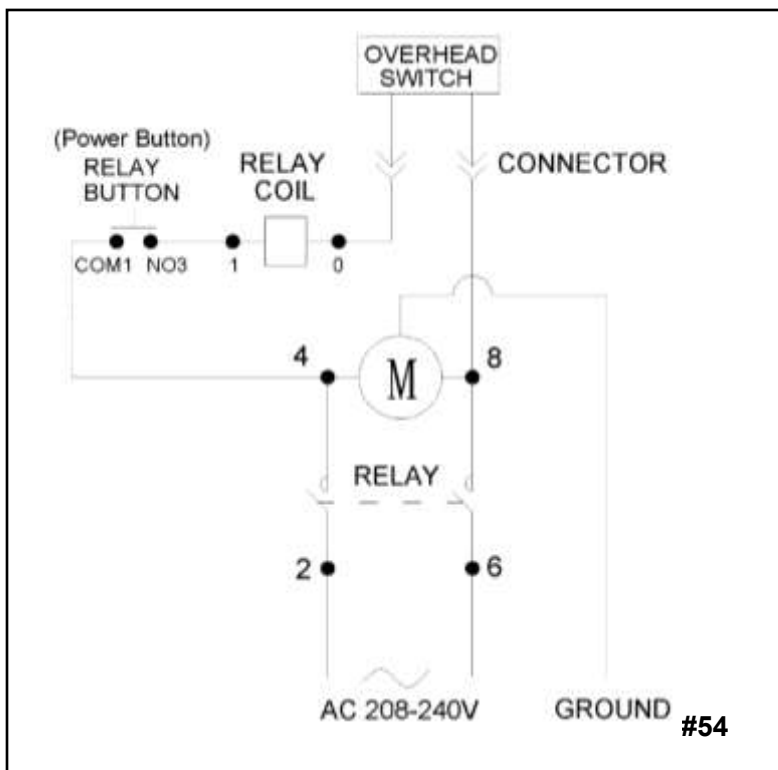 OVERHEAD
SWITCH
(Power Button)
RELAY
BUTTON
RELAY
COIL
CONNECTOR
COM1 NO3 1 0
4
M
8
RELAY
2
6
AC 208-240V
GROUND
#54